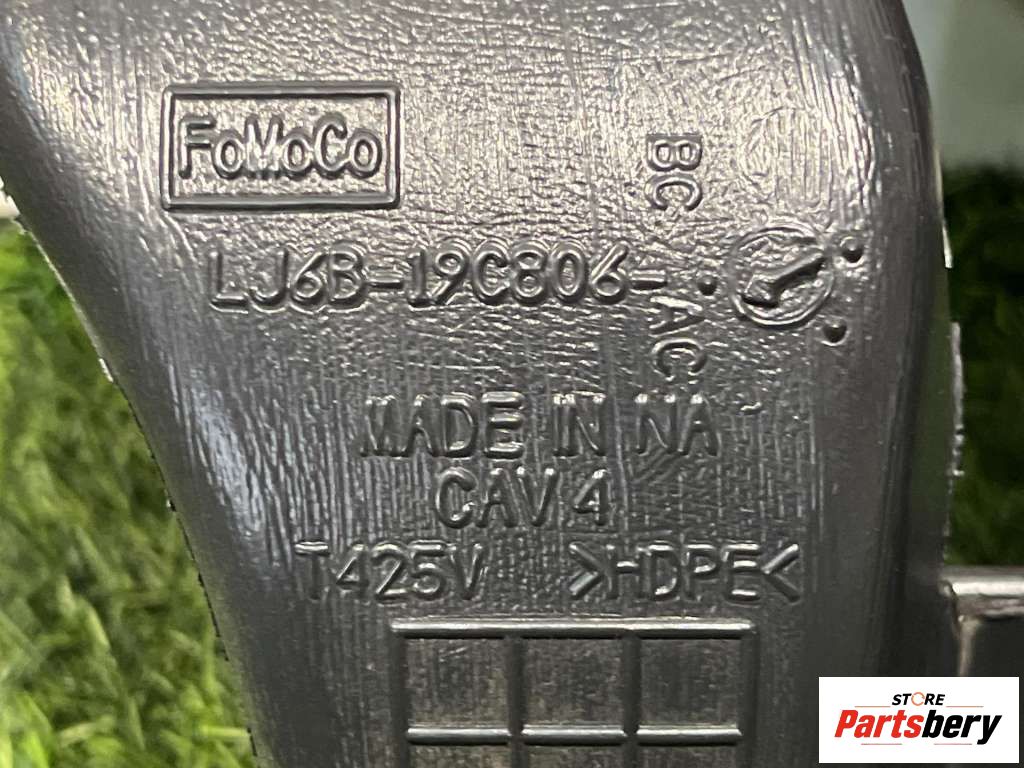 FoMoCo
BC
LJ6B-19C806-
AC
MADE IN NA
CAV 4
T425V >HDPE<
STORE
Partsbery